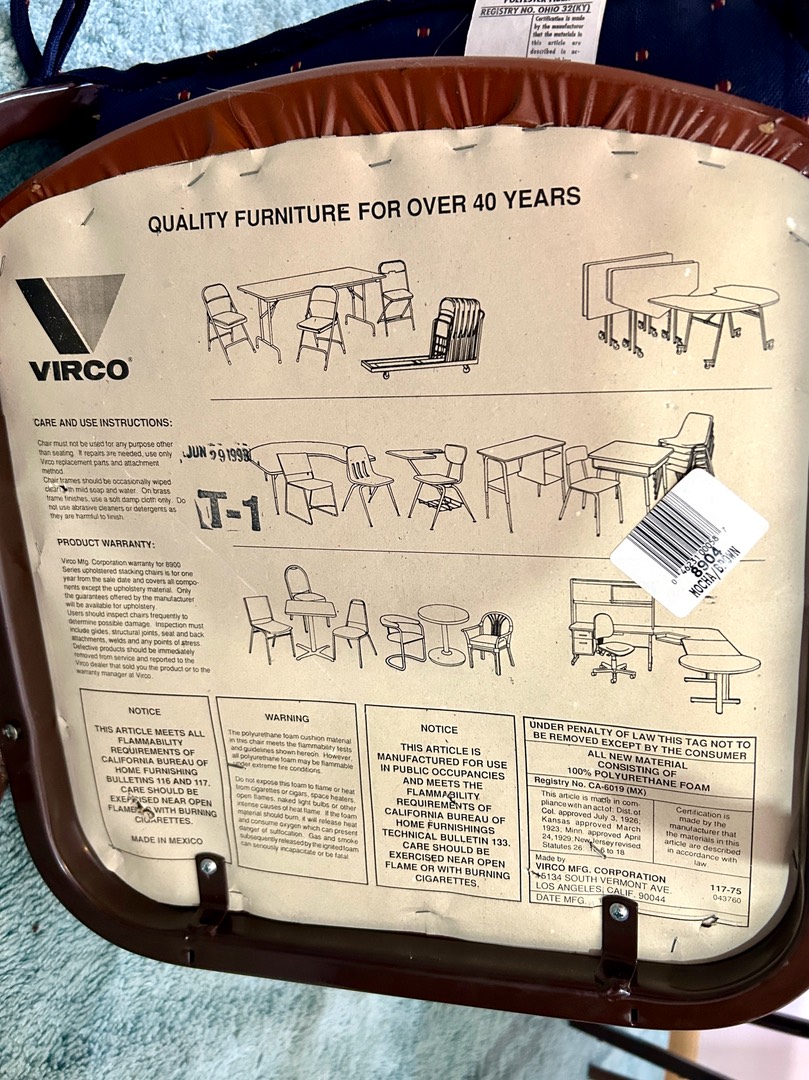 REGISTRY NO. OHIO 32(KY)
Certification is made
by the manufacturer
that the materials in
this article are
described in ac-
QUALITY FURNITURE FOR OVER 40 YEARS
VIRCO®
CARE AND USE INSTRUCTIONS:
Chair must not be used for any purpose other
than seating. If repairs are needed, use only
Virco replacement parts and attachment
method.
Chair frames should be occasionally wiped
clean with mild soap and water. On brass
frame finishes, use a soft damp cloth only. Do
not use abrasive cleaners or detergents as
they are harmful to finish.
JUN 09 199
T-1
PRODUCT WARRANTY:
Virco Mfg. Corporation warranty for 8900
Series upholstered stacking chairs is for one
year from the sale date and covers all compo-
nents except the upholstery material. Only
the guarantees offered by the manufacturer
will be available for upholstery.
Users should inspect chairs frequently to
determine possible damage. Inspection must
include glides, structural joints, seat and back
attachments, welds and any points of stress.
Defective products should be immediately
removed from service and reported to the
Virco dealer that sold you the product or to the
warranty manager at Virco.
8904
MOCHA/BROWN
NOTICE
THIS ARTICLE MEETS ALL
FLAMMABILITY
REQUIREMENTS OF
CALIFORNIA BUREAU OF
HOME FURNISHING
BULLETINS 116 AND 117.
CARE SHOULD BE
EXERCISED NEAR OPEN
FLAME OR WITH BURNING
CIGARETTES.
MADE IN MEXICO
WARNING
The polyurethane foam cushion material
in this chair meets the flammability tests
and guidelines shown hereon. However,
all polyurethane foam may be flammable
under extreme fire conditions.
Do not expose this foam to flame or heat
from cigarettes or cigars, space heaters,
open flames, naked light bulbs or other
intense causes of heat flame. If the foam
material should burn, it will release heat
and consume oxygen which can present
danger of suffocation. Gas and smoke
subsequently released by the ignited foam
can seriously incapacitate or be fatal
NOTICE
THIS ARTICLE IS
MANUFACTURED FOR USE
IN PUBLIC OCCUPANCIES
AND MEETS THE
FLAMMABILITY
REQUIREMENTS OF
CALIFORNIA BUREAU OF
HOME FURNISHINGS
TECHNICAL BULLETIN 133.
CARE SHOULD BE
EXERCISED NEAR OPEN
FLAME OR WITH BURNING
CIGARETTES.
UNDER PENALTY OF LAW THIS TAG NOT TO
BE REMOVED EXCEPT BY THE CONSUMER
ALL NEW MATERIAL
CONSISTING OF
100% POLYURETHANE FOAM
Registry No. CA-6019 (MX)
This article is made in com-
pliance with an act of: Dist. of
Col. approved July 3, 1926,
Kansas approved March
1923, Minn. approved April
24,1929, New Jersey revised
Statutes 26 6 to 18
Certification is
made by the
manufacturer that
the materials in this
article are described
in accordance with
law
Made by
VIRCO MFG. CORPORATION
15134 SOUTH VERMONT AVE.
LOS ANGELES, CALIF. 90044
DATE MFG.
117-75
043760